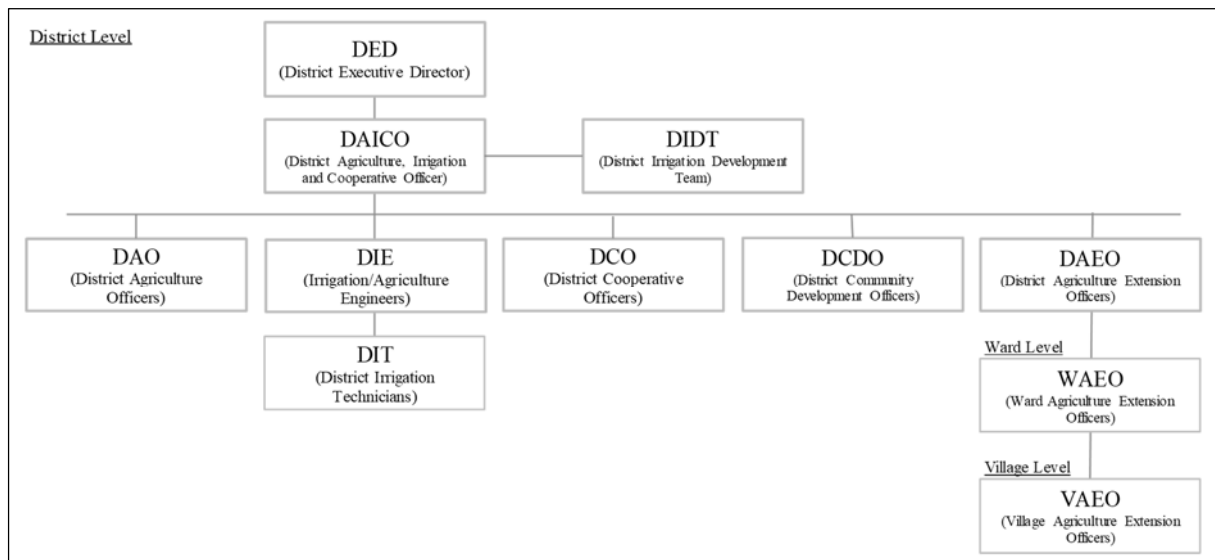 District Level
DED
(District Executive Director)
DAICO
(District Agriculture, Irrigation
and Cooperative Officer)
DIDT
(District Irrigation Development
Team)
DAO
(District Agriculture
Officers)
DIE
(Irrigation/Agriculture
Engineers)
DCO
(District Cooperative
Officers)
DCDO
(District Community
Development Officers)
DAEO
(District Agriculture Extension
Officers)
DIT
(District Irrigation
Technicians)
Ward Level
WAEO
(Ward Agriculture Extension
Officers)
Village Level
VAEO
(Village Agriculture Extension
Officers)